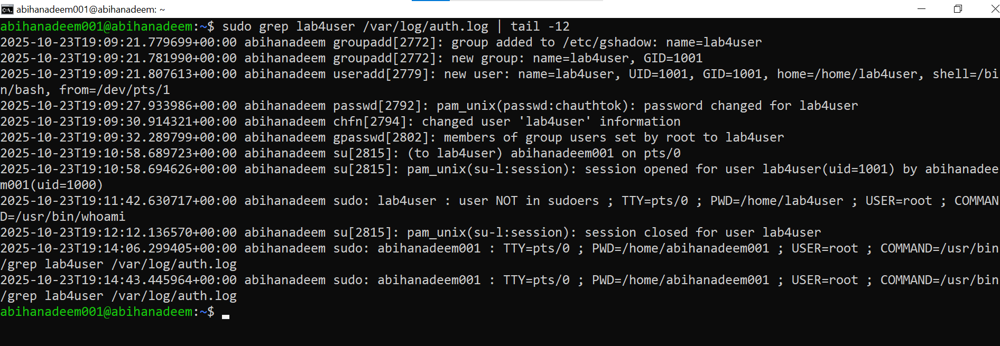 abihanadeem001@abihanadeem: ~
abihanadeem001@abihanadeem:~$ sudo grep lab4user /var/log/auth.log | tail -12
2025-10-23T19:09:21.779699+00:00 abihanadeem groupadd[2772]: group added to /etc/gshadow: name=lab4user
2025-10-23T19:09:21.781990+00:00 abihanadeem groupadd[2772]: new group: name=lab4user, GID=1001
2025-10-23T19:09:21.807613+00:00 abihanadeem useradd[2779]: new user: name=lab4user, UID=1001, GID=1001, home=/home/lab4user, shell=/bi
n/bash, from=/dev/pts/1
2025-10-23T19:09:27.933986+00:00 abihanadeem passwd[2792]: pam_unix(passwd:chauthtok): password changed for lab4user
2025-10-23T19:09:30.914321+00:00 abihanadeem chfn[2794]: changed user 'lab4user' information
2025-10-23T19:09:32.289799+00:00 abihanadeem gpasswd[2802]: members of group users set by root to lab4user
2025-10-23T19:10:58.689723+00:00 abihanadeem su[2815]: (to lab4user) abihanadeem001 on pts/0
2025-10-23T19:10:58.694626+00:00 abihanadeem su[2815]: pam_unix(su-l:session): session opened for user lab4user(uid=1001) by abihanadee
m001(uid=1000)
2025-10-23T19:11:42.630717+00:00 abihanadeem sudo: lab4user : user NOT in sudoers ; TTY=pts/0 ; PWD=/home/lab4user ; USER=root ; COMMAN
D=/usr/bin/whoami
2025-10-23T19:12:12.136570+00:00 abihanadeem su[2815]: pam_unix(su-l:session): session closed for user lab4user
2025-10-23T19:14:06.299405+00:00 abihanadeem sudo: abihanadeem001 : TTY=pts/0 ; PWD=/home/abihanadeem001 ; USER=root ; COMMAND=/usr/bin
/grep lab4user /var/log/auth.log
2025-10-23T19:14:43.445964+00:00 abihanadeem sudo: abihanadeem001 : TTY=pts/0 ; PWD=/home/abihanadeem001 ; USER=root ; COMMAND=/usr/bin
/grep lab4user /var/log/auth.log
abihanadeem001@abihanadeem:~$